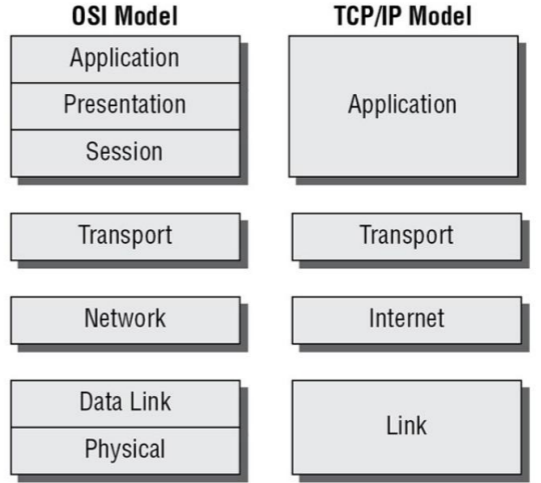 OSI Model
Application
Presentation
Session
Transport
Network
Data Link
Physical
TCP/IP Model
Application
Transport
Internet
Link